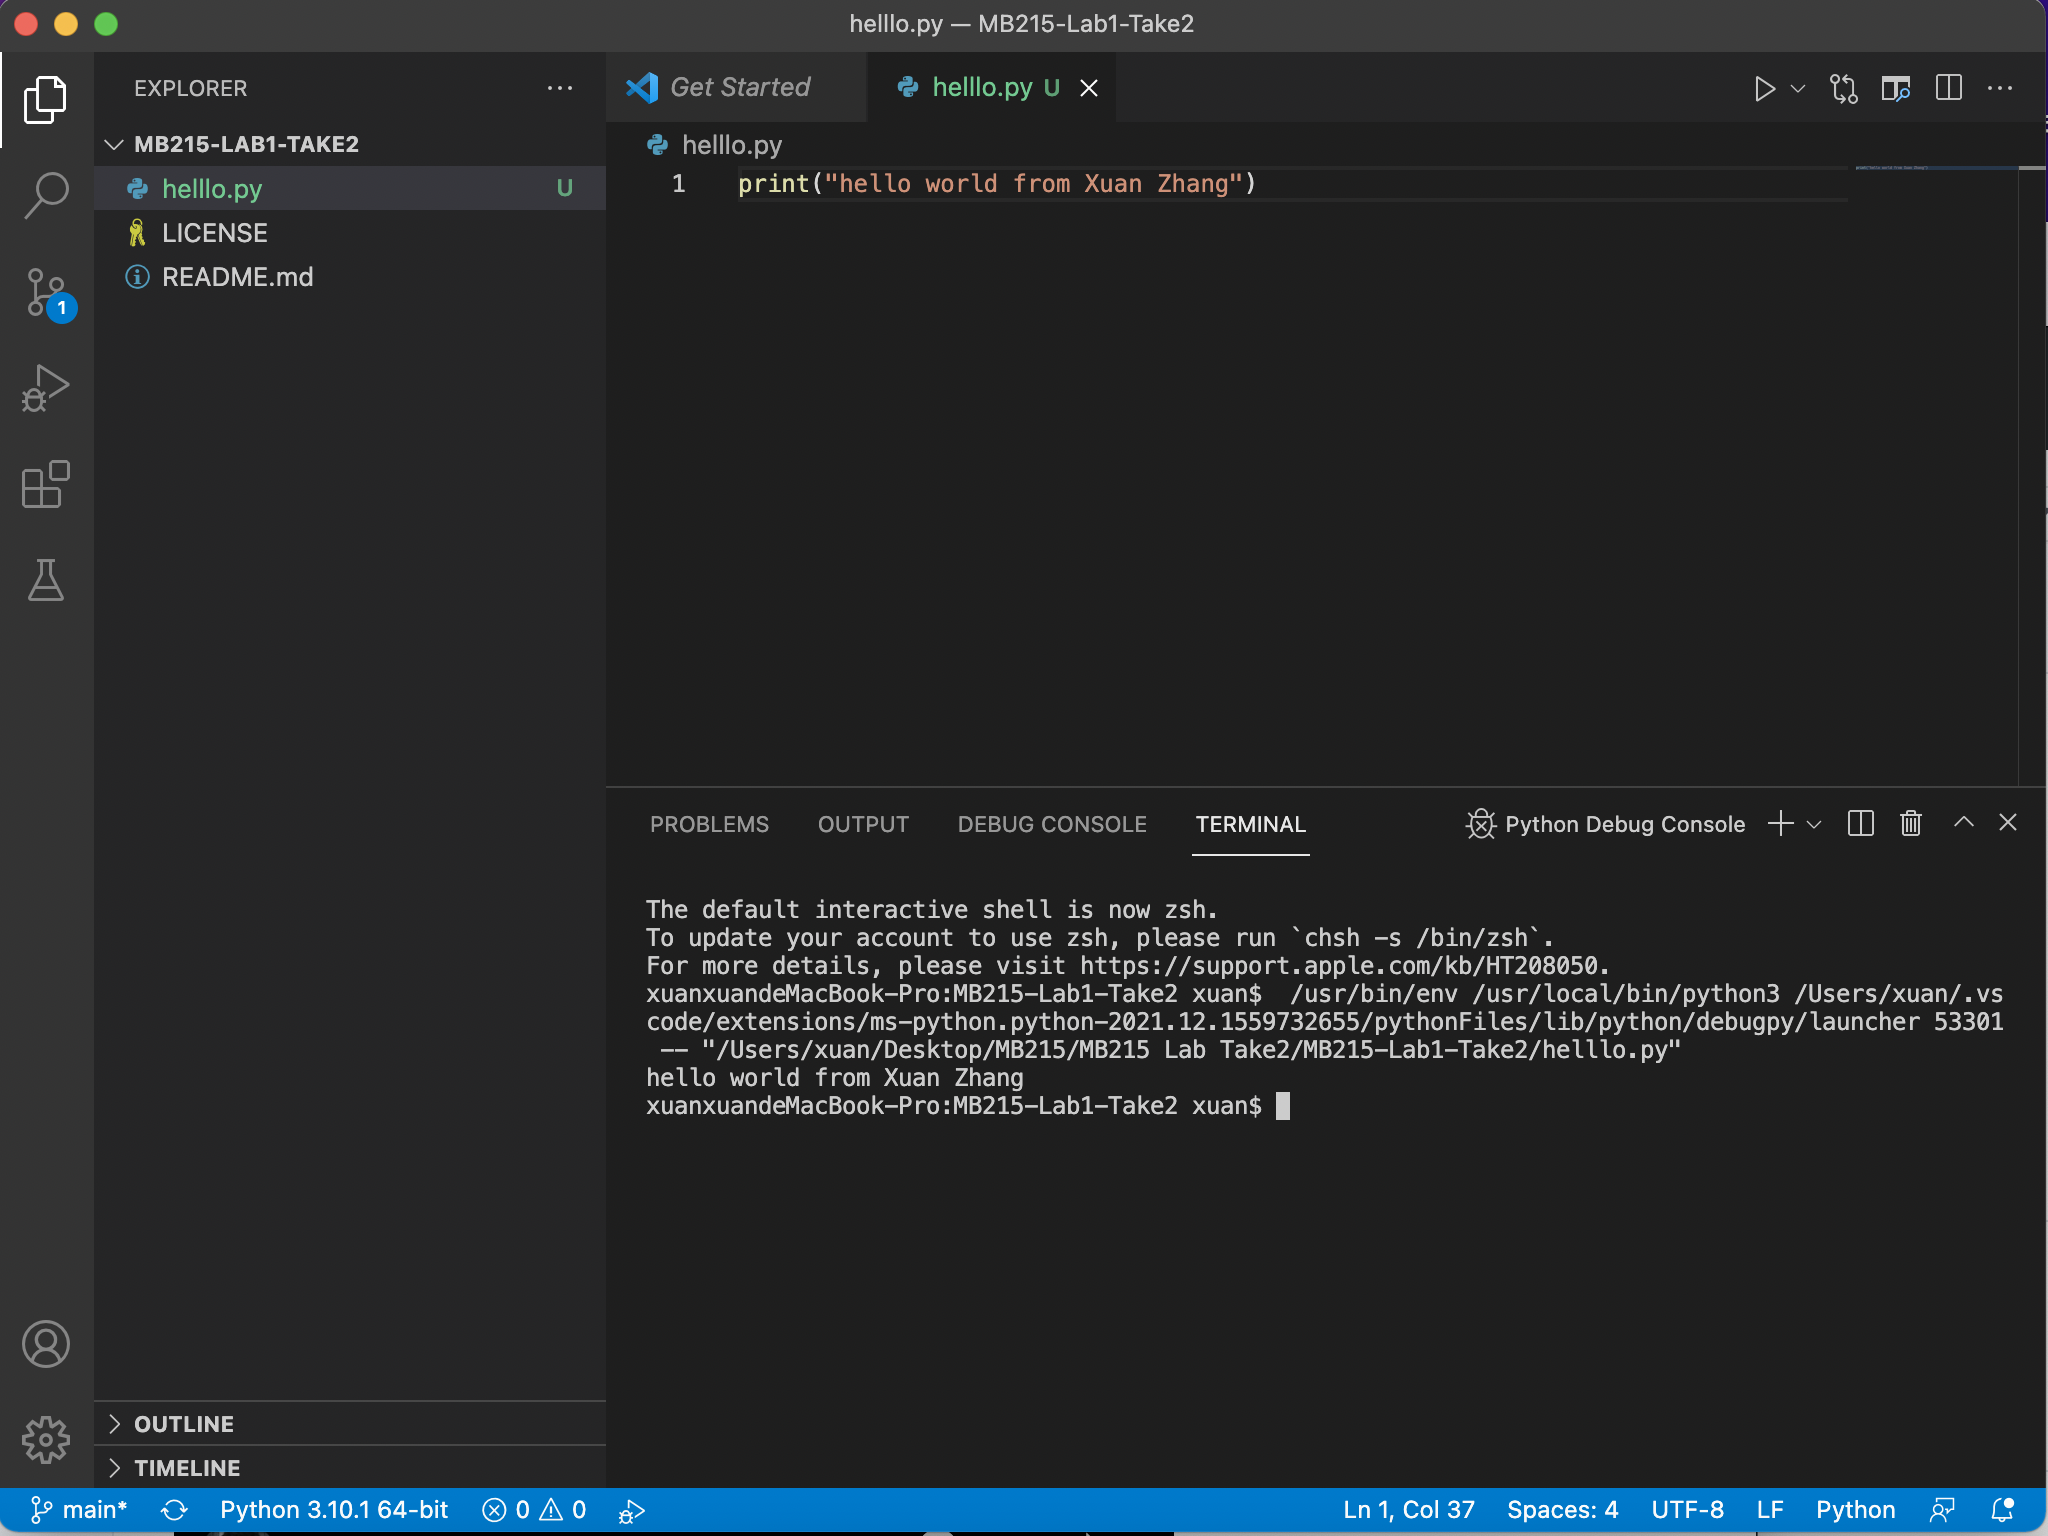 helllo.py — MB215-Lab1-Take2
EXPLORER
MB215-LAB1-TAKE2
helllo.py U
LICENSE
README.md
1
OUTLINE
TIMELINE
Get Started
helllo.py U
helllo.py
1 print("hello world from Xuan Zhang")
PROBLEMS OUTPUT DEBUG CONSOLE TERMINAL Python Debug Console
The default interactive shell is now zsh.
To update your account to use zsh, please run `chsh -s /bin/zsh`.
For more details, please visit https://support.apple.com/kb/HT208050.
xuanxuandeMacBook-Pro:MB215-Lab1-Take2 xuan$  /usr/bin/env /usr/local/bin/python3 /Users/xuan/.vs
code/extensions/ms-python.python-2021.12.1559732655/pythonFiles/lib/python/debugpy/launcher 53301
 -- "/Users/xuan/Desktop/MB215/MB215 Lab Take2/MB215-Lab1-Take2/helllo.py"
hello world from Xuan Zhang
xuanxuandeMacBook-Pro:MB215-Lab1-Take2 xuan$
main* Python 3.10.1 64-bit 0 0 Ln 1, Col 37 Spaces: 4 UTF-8 LF Python